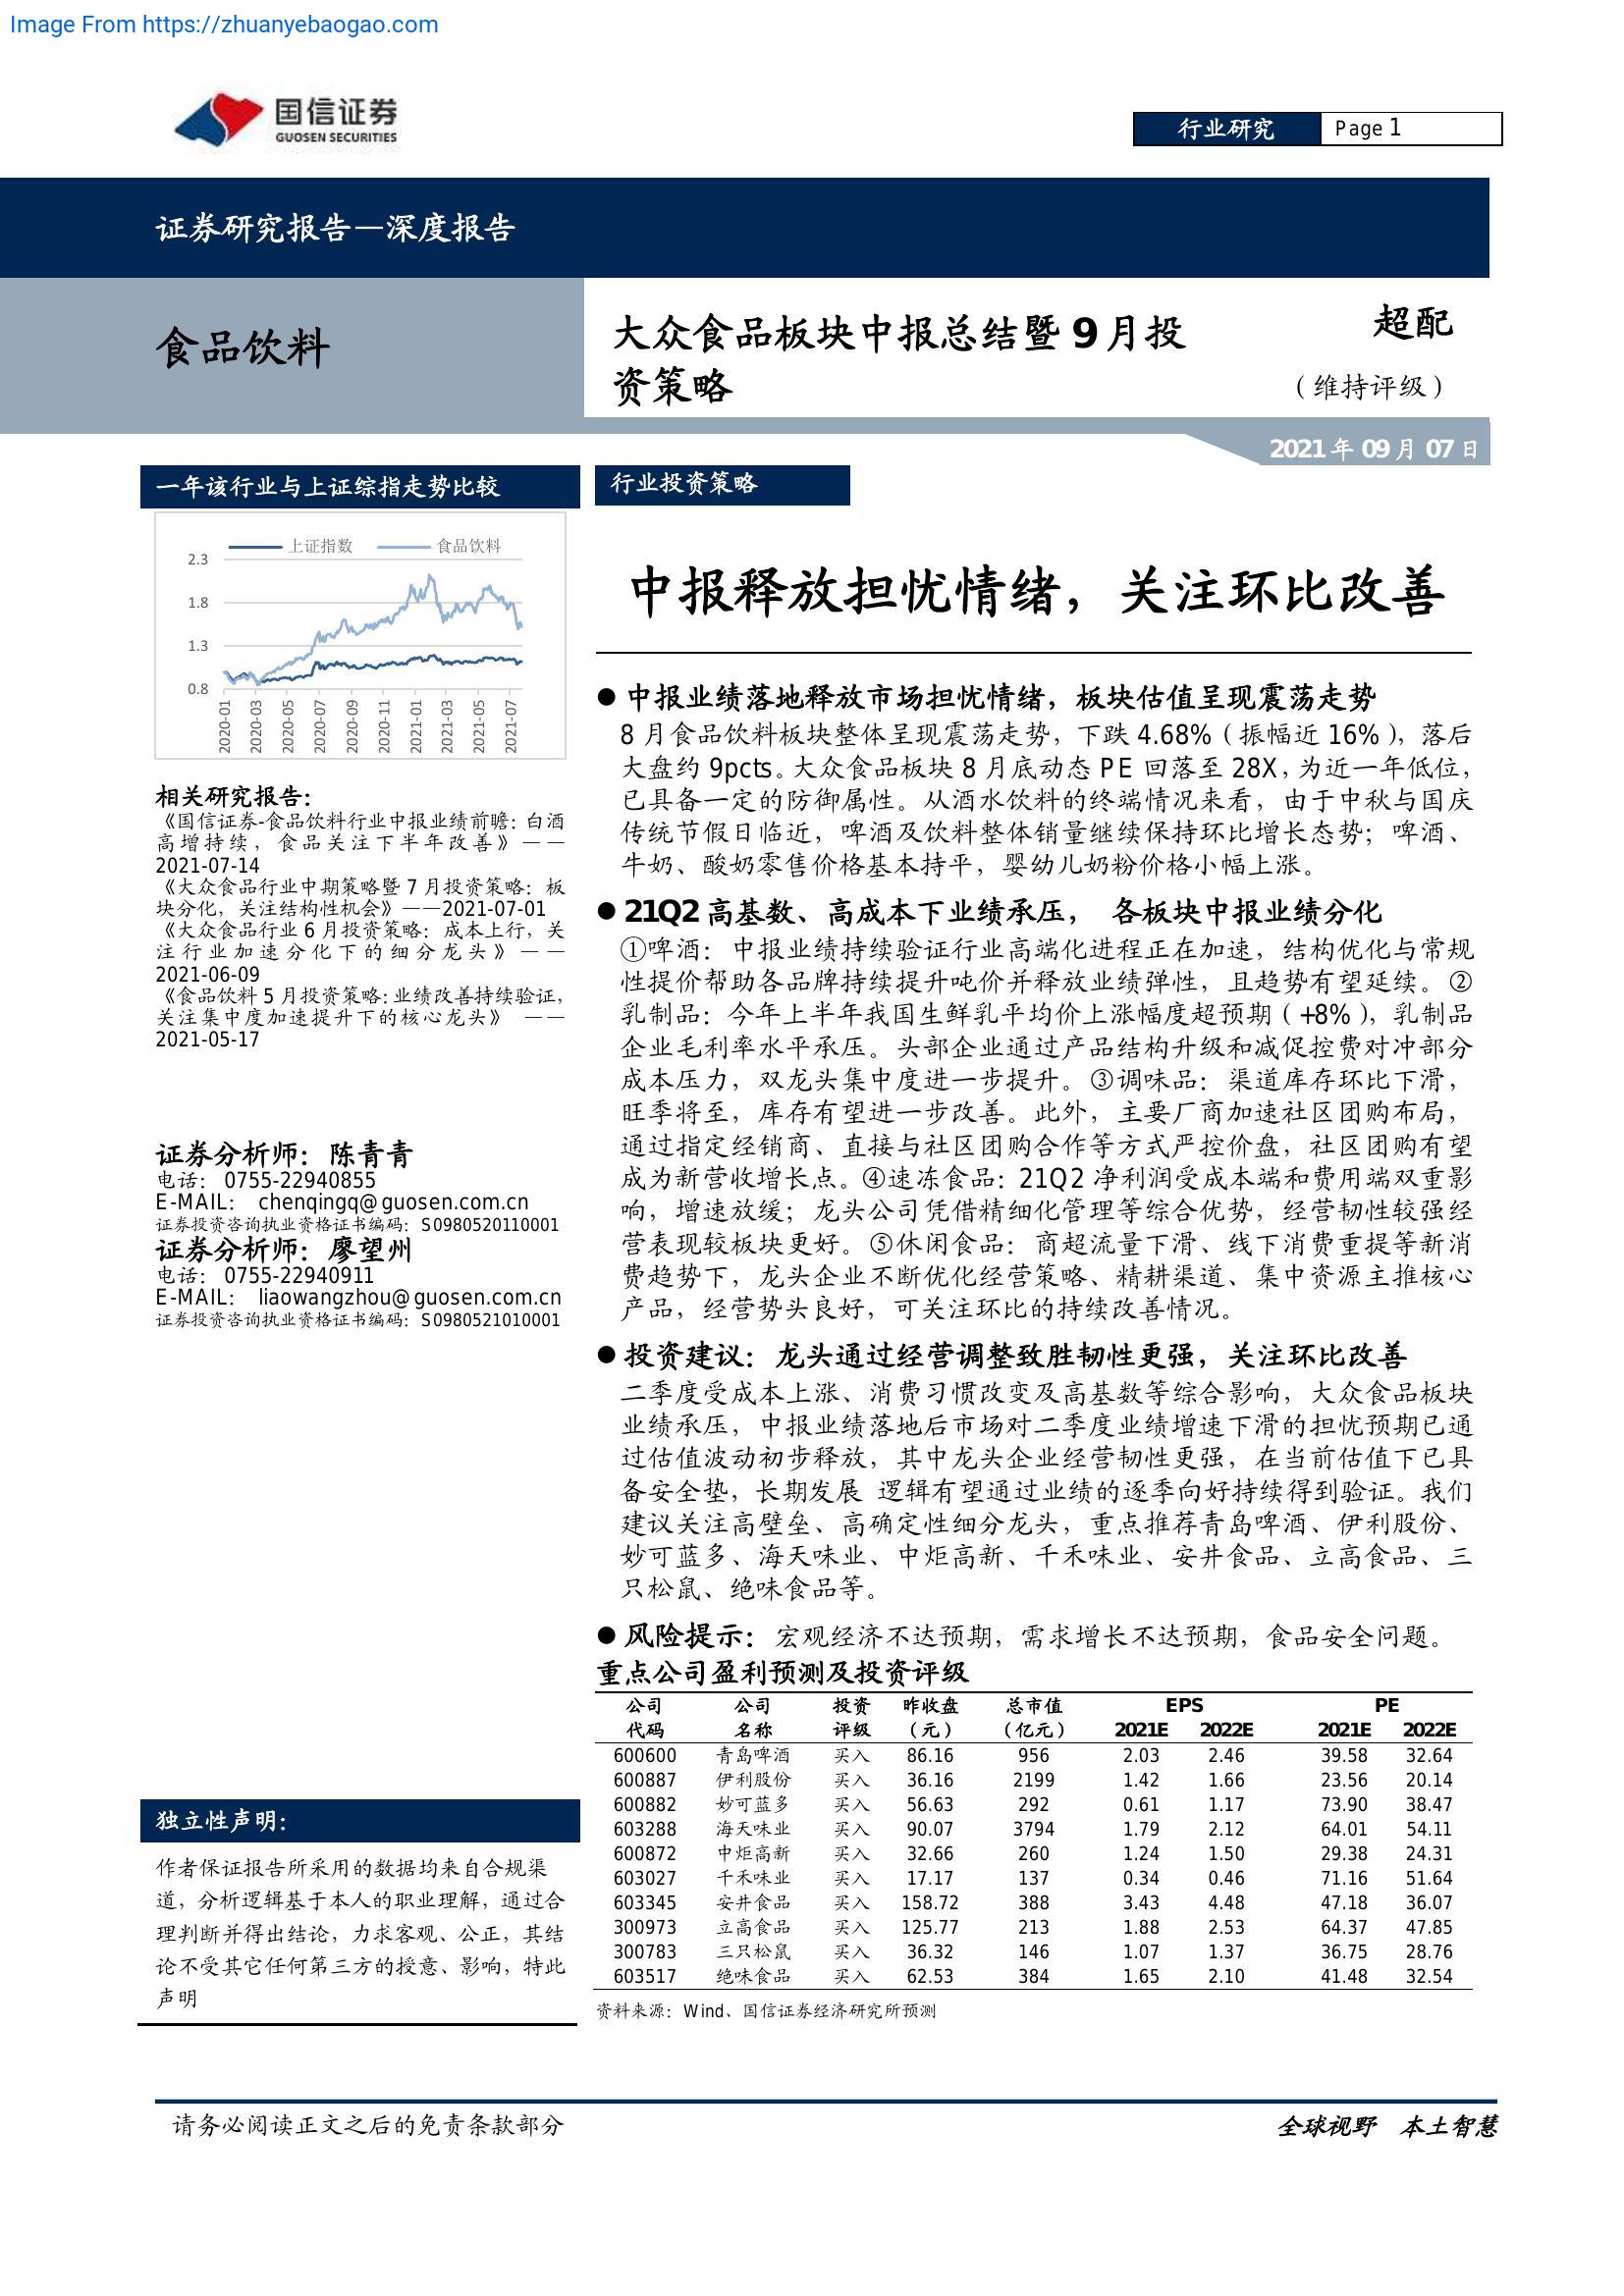 Image From https://zhuanyebaogao.com
国信证券
GUOSEN SECURITIES
行业研究 Page 1
证券研究报告—深度报告
食品饮料
大众食品板块中报总结暨 9 月投
资策略
超配
（维持评级）
2021 年 09 月 07 日
一年该行业与上证综指走势比较
上证指数 食品饮料
2.3
1.8
1.3
0.8
2020-01 2020-03 2020-05 2020-07 2020-09 2020-11 2021-01 2021-03 2021-05 2021-07
相关研究报告：
《国信证券-食品饮料行业中报业绩前瞻：白酒
高增持续，食品关注下半年改善》——
2021-07-14
《大众食品行业中期策略暨 7 月投资策略：板
块分化，关注结构性机会》——2021-07-01
《大众食品行业 6 月投资策略：成本上行，关
注行业加速分化下的细分龙头》——
2021-06-09
《食品饮料 5 月投资策略：业绩改善持续验证，
关注集中度加速提升下的核心龙头》 ——
2021-05-17
证券分析师：陈青青
电话： 0755-22940855
E-MAIL： chenqingq@guosen.com.cn
证券投资咨询执业资格证书编码：S0980520110001
证券分析师：廖望州
电话： 0755-22940911
E-MAIL： liaowangzhou@guosen.com.cn
证券投资咨询执业资格证书编码：S0980521010001
独立性声明：
作者保证报告所采用的数据均来自合规渠
道，分析逻辑基于本人的职业理解，通过合
理判断并得出结论，力求客观、公正，其结
论不受其它任何第三方的授意、影响，特此
声明
行业投资策略
中报释放担忧情绪，关注环比改善
● 中报业绩落地释放市场担忧情绪，板块估值呈现震荡走势
8 月食品饮料板块整体呈现震荡走势，下跌 4.68%（振幅近 16%），落后
大盘约 9pcts。大众食品板块 8 月底动态 PE 回落至 28X，为近一年低位，
已具备一定的防御属性。从酒水饮料的终端情况来看，由于中秋与国庆
传统节假日临近，啤酒及饮料整体销量继续保持环比增长态势；啤酒、
牛奶、酸奶零售价格基本持平，婴幼儿奶粉价格小幅上涨。
● 21Q2 高基数、高成本下业绩承压， 各板块中报业绩分化
①啤酒：中报业绩持续验证行业高端化进程正在加速，结构优化与常规
性提价帮助各品牌持续提升吨价并释放业绩弹性，且趋势有望延续。②
乳制品：今年上半年我国生鲜乳平均价上涨幅度超预期（+8%），乳制品
企业毛利率水平承压。头部企业通过产品结构升级和减促控费对冲部分
成本压力，双龙头集中度进一步提升。③调味品：渠道库存环比下滑，
旺季将至，库存有望进一步改善。此外，主要厂商加速社区团购布局，
通过指定经销商、直接与社区团购合作等方式严控价盘，社区团购有望
成为新营收增长点。④速冻食品：21Q2 净利润受成本端和费用端双重影
响，增速放缓；龙头公司凭借精细化管理等综合优势，经营韧性较强经
营表现较板块更好。⑤休闲食品：商超流量下滑、线下消费重提等新消
费趋势下，龙头企业不断优化经营策略、精耕渠道、集中资源主推核心
产品，经营势头良好，可关注环比的持续改善情况。
● 投资建议：龙头通过经营调整致胜韧性更强，关注环比改善
二季度受成本上涨、消费习惯改变及高基数等综合影响，大众食品板块
业绩承压，中报业绩落地后市场对二季度业绩增速下滑的担忧预期已通
过估值波动初步释放，其中龙头企业经营韧性更强，在当前估值下已具
备安全垫，长期发展 逻辑有望通过业绩的逐季向好持续得到验证。我们
建议关注高壁垒、高确定性细分龙头，重点推荐青岛啤酒、伊利股份、
妙可蓝多、海天味业、中炬高新、千禾味业、安井食品、立高食品、三
只松鼠、绝味食品等。
● 风险提示：宏观经济不达预期，需求增长不达预期，食品安全问题。
重点公司盈利预测及投资评级
公司 公司 投资 昨收盘 总市值 EPS PE
代码 名称 评级 （元） （亿元） 2021E 2022E 2021E 2022E
600600 青岛啤酒 买入 86.16 956 2.03 2.46 39.58 32.64
600887 伊利股份 买入 36.16 2199 1.42 1.66 23.56 20.14
600882 妙可蓝多 买入 56.63 292 0.61 1.17 73.90 38.47
603288 海天味业 买入 90.07 3794 1.79 2.12 64.01 54.11
600872 中炬高新 买入 32.66 260 1.24 1.50 29.38 24.31
603027 千禾味业 买入 17.17 137 0.34 0.46 71.16 51.64
603345 安井食品 买入 158.72 388 3.43 4.48 47.18 36.07
300973 立高食品 买入 125.77 213 1.88 2.53 64.37 47.85
300783 三只松鼠 买入 36.32 146 1.07 1.37 36.75 28.76
603517 绝味食品 买入 62.53 384 1.65 2.10 41.48 32.54
资料来源：Wind、国信证券经济研究所预测
请务必阅读正文之后的免责条款部分
全球视野 本土智慧